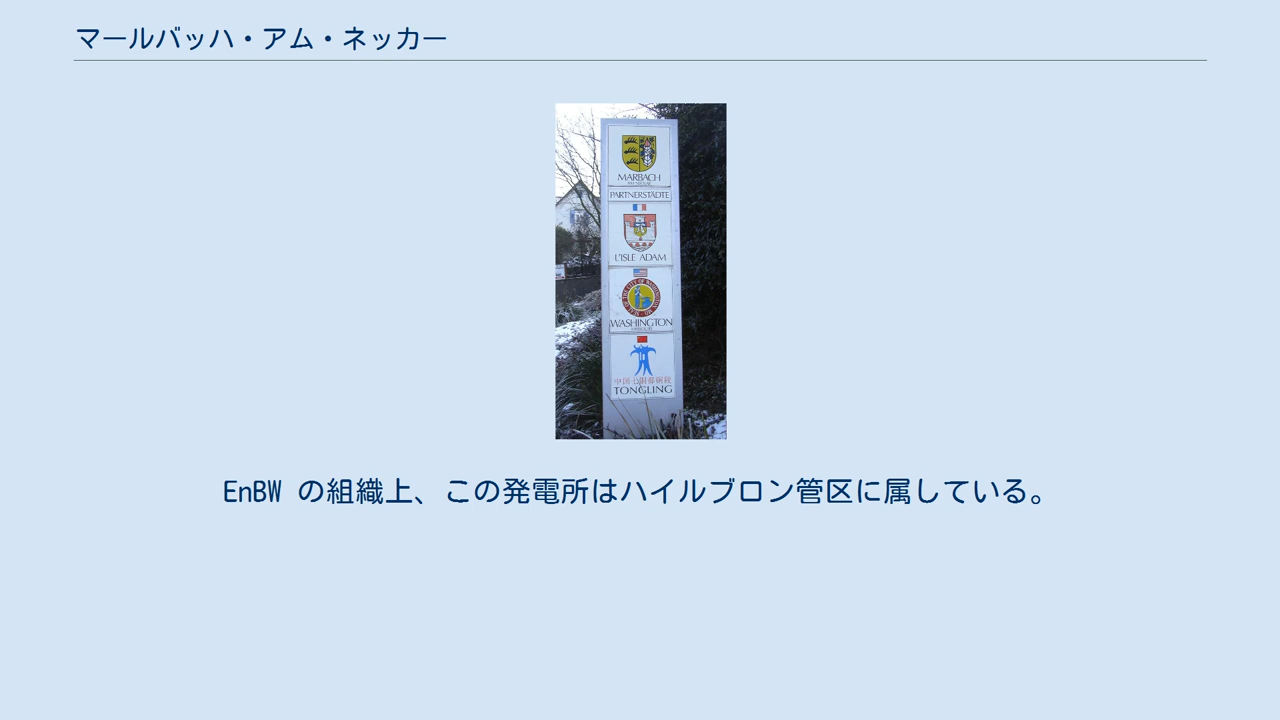 マールバッハ・アム・ネッカー
MARBACH
PARTNERSTÄDTE
L'ISLE ADAM
WASHINGTON
TONGLING
EnBW の組織上、この発電所はハイルブロン管区に属している。